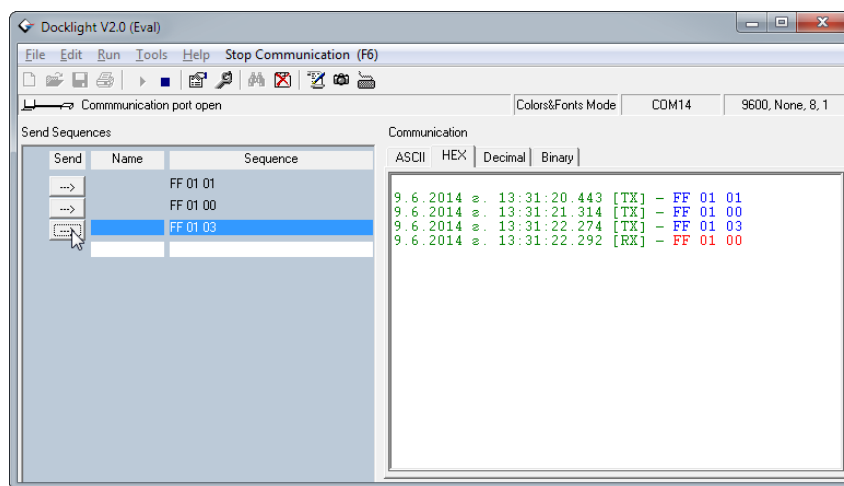 Docklight V2.0 (Eval)
File Edit Run Tools Help Stop Communication (F6)
Commmunication port open Colors&Fonts Mode COM14 9600, None, 8, 1
Send Sequences
Send Name Sequence
---> FF 01 01
---> FF 01 00
---> FF 01 03
Communication
ASCII HEX Decimal Binary
9.6.2014 г. 13:31:20.443 [TX] - FF 01 01
9.6.2014 г. 13:31:21.314 [TX] - FF 01 00
9.6.2014 г. 13:31:22.274 [TX] - FF 01 03
9.6.2014 г. 13:31:22.292 [RX] - FF 01 00